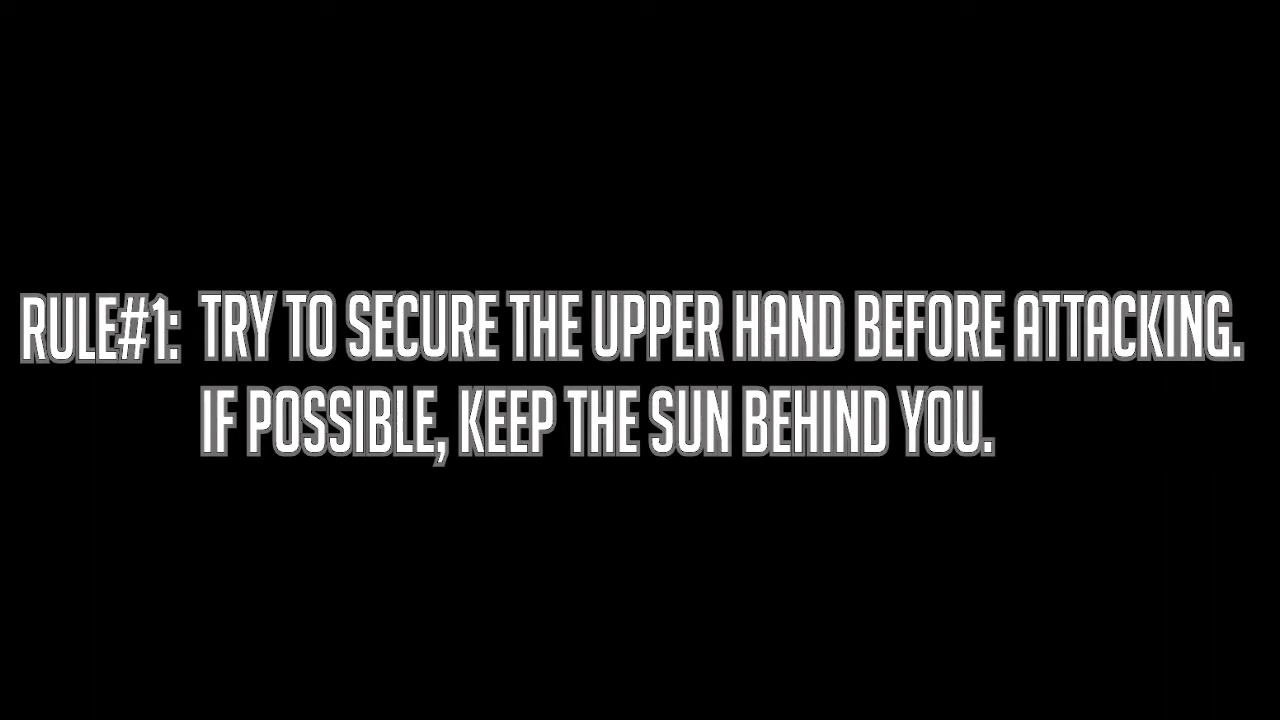 RULE#1: TRY TO SECURE THE UPPER HAND BEFORE ATTACKING.
IF POSSIBLE, KEEP THE SUN BEHIND YOU.